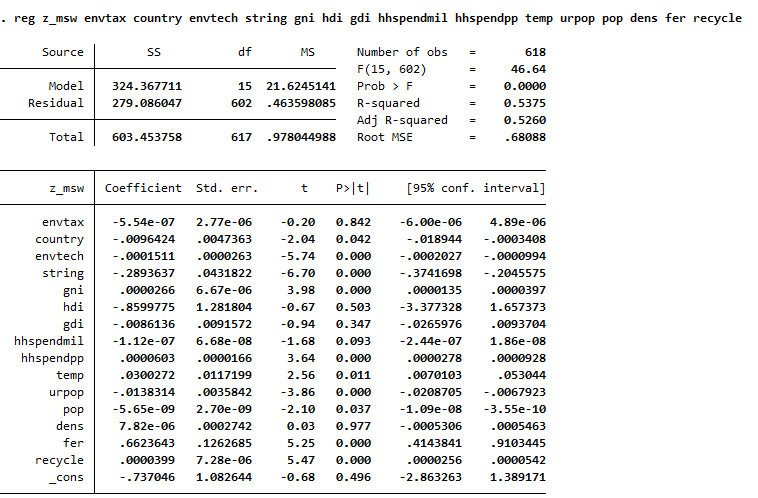 . reg z_msw envtax country envtech string gni hdi gdi hhspendmil hhspendpp temp urpop pop dens fer recycle
Source SS df MS Number of obs = 618
F(15, 602) = 46.64
Model 324.367711 15 21.6245141 Prob > F = 0.0000
Residual 279.086047 602 .463598085 R-squared = 0.5375
Adj R-squared = 0.5260
Total 603.453758 617 .978044988 Root MSE = .68088
z_msw Coefficient Std. err. t P>|t| [95% conf. interval]
envtax -5.54e-07 2.77e-06 -0.20 0.842 -6.00e-06 4.89e-06
country -.0096424 .0047363 -2.04 0.042 -.018944 -.0003408
envtech -.0001511 .0000263 -5.74 0.000 -.0002027 -.0000994
string -.2893637 .0431822 -6.70 0.000 -.3741698 -.2045575
gni .0000266 6.67e-06 3.98 0.000 .0000135 .0000397
hdi -.8599775 1.281804 -0.67 0.503 -3.377328 1.657373
gdi -.0086136 .0091572 -0.94 0.347 -.0265976 .0093704
hhspendmil -1.12e-07 6.68e-08 -1.68 0.093 -2.44e-07 1.86e-08
hhspendpp .0000603 .0000166 3.64 0.000 .0000278 .0000928
temp .0300272 .0117199 2.56 0.011 .0070103 .053044
urpop -.0138314 .0035842 -3.86 0.000 -.0208705 -.0067923
pop -5.65e-09 2.70e-09 -2.10 0.037 -1.09e-08 -3.55e-10
dens 7.82e-06 .0002742 0.03 0.977 -.0005306 .0005463
fer .6623643 .1262685 5.25 0.000 .4143841 .9103445
recycle .0000399 7.28e-06 5.47 0.000 .0000256 .0000542
_cons -.737046 1.082644 -0.68 0.496 -2.863263 1.389171